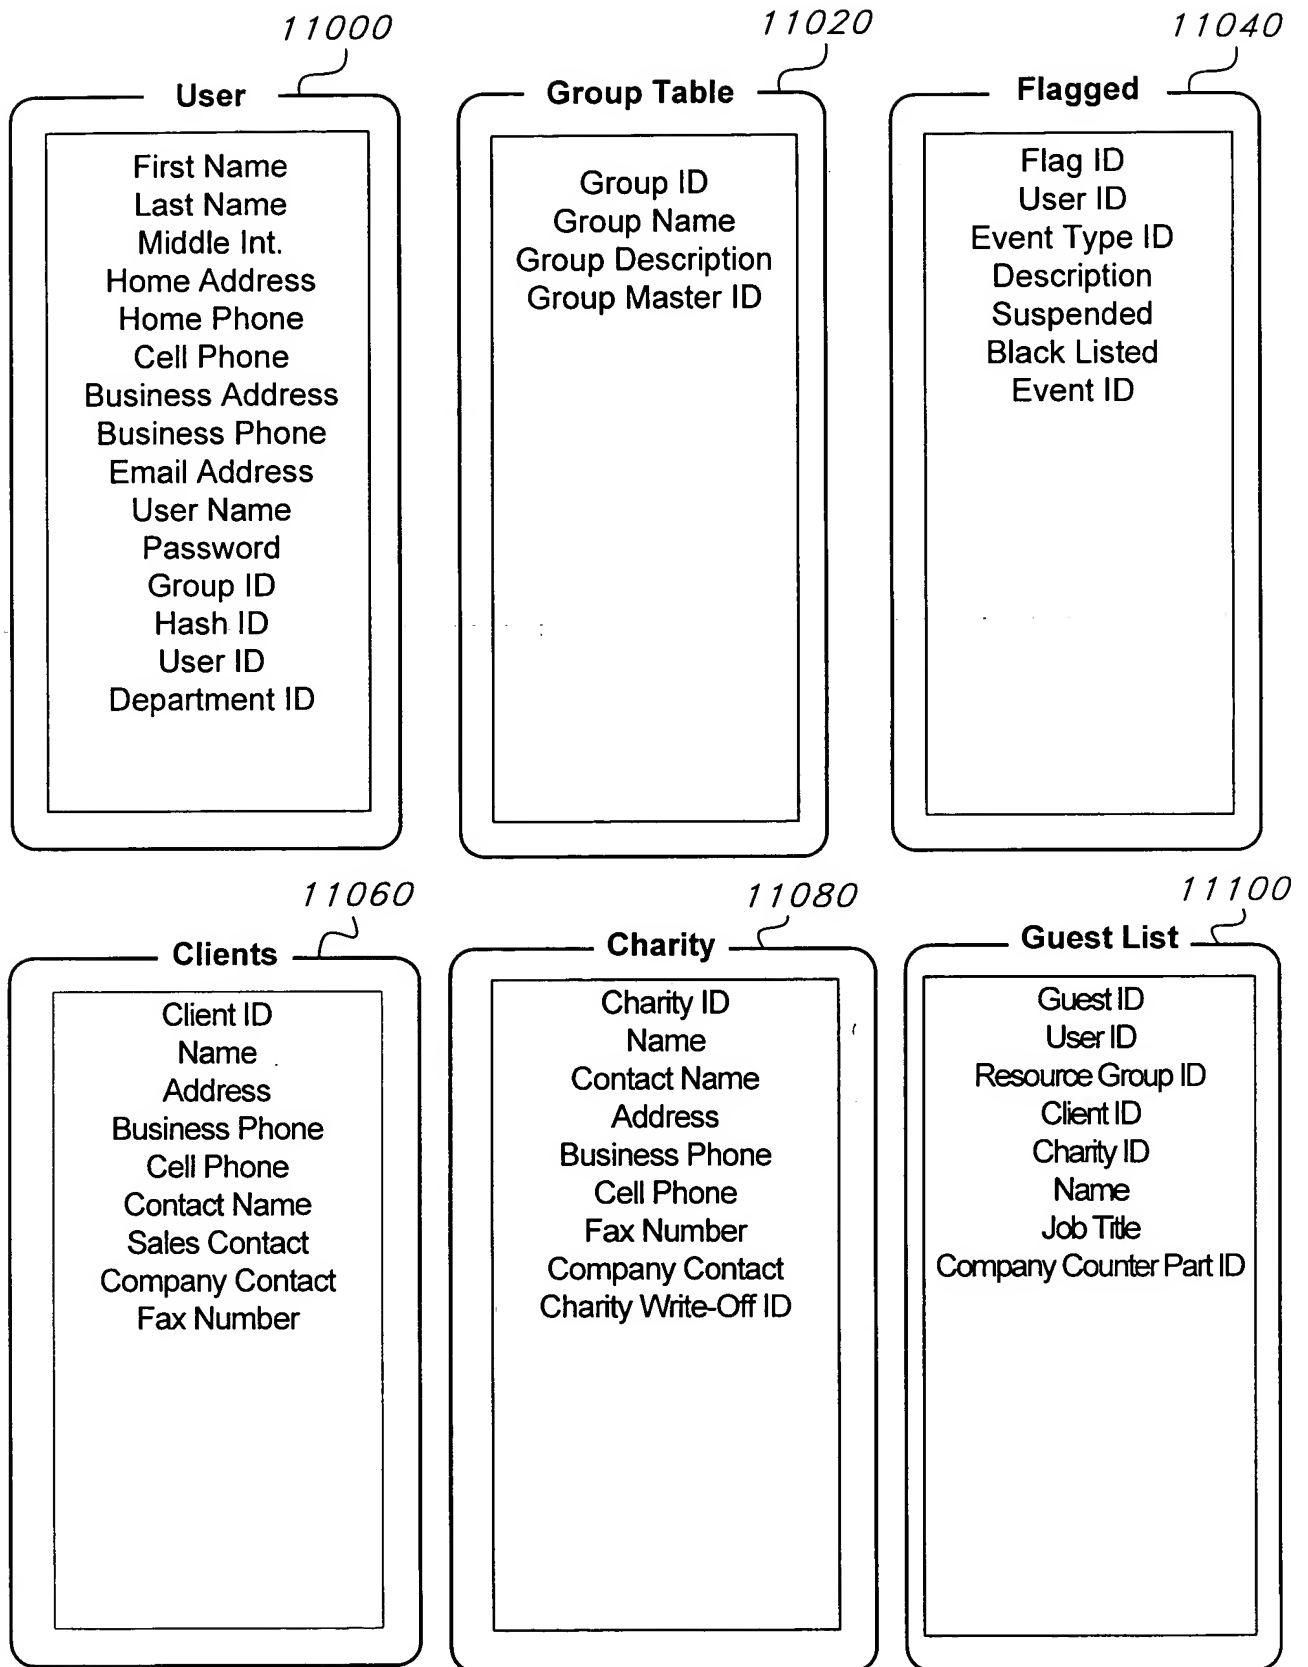 11000
User
First Name
Last Name
Middle Int.
Home Address
Home Phone
Cell Phone
Business Address
Business Phone
Email Address
User Name
Password
Group ID
Hash ID
User ID
Department ID
11020
Group Table
Group ID
Group Name
Group Description
Group Master ID
11040
Flagged
Flag ID
User ID
Event Type ID
Description
Suspended
Black Listed
Event ID
11060
Clients
Client ID
Name
Address
Business Phone
Cell Phone
Contact Name
Sales Contact
Company Contact
Fax Number
11080
Charity
Charity ID
Name
Contact Name
Address
Business Phone
Cell Phone
Fax Number
Company Contact
Charity Write-Off ID
11100
Guest List
Guest ID
User ID
Resource Group ID
Client ID
Charity ID
Name
Job Title
Company Counter Part ID